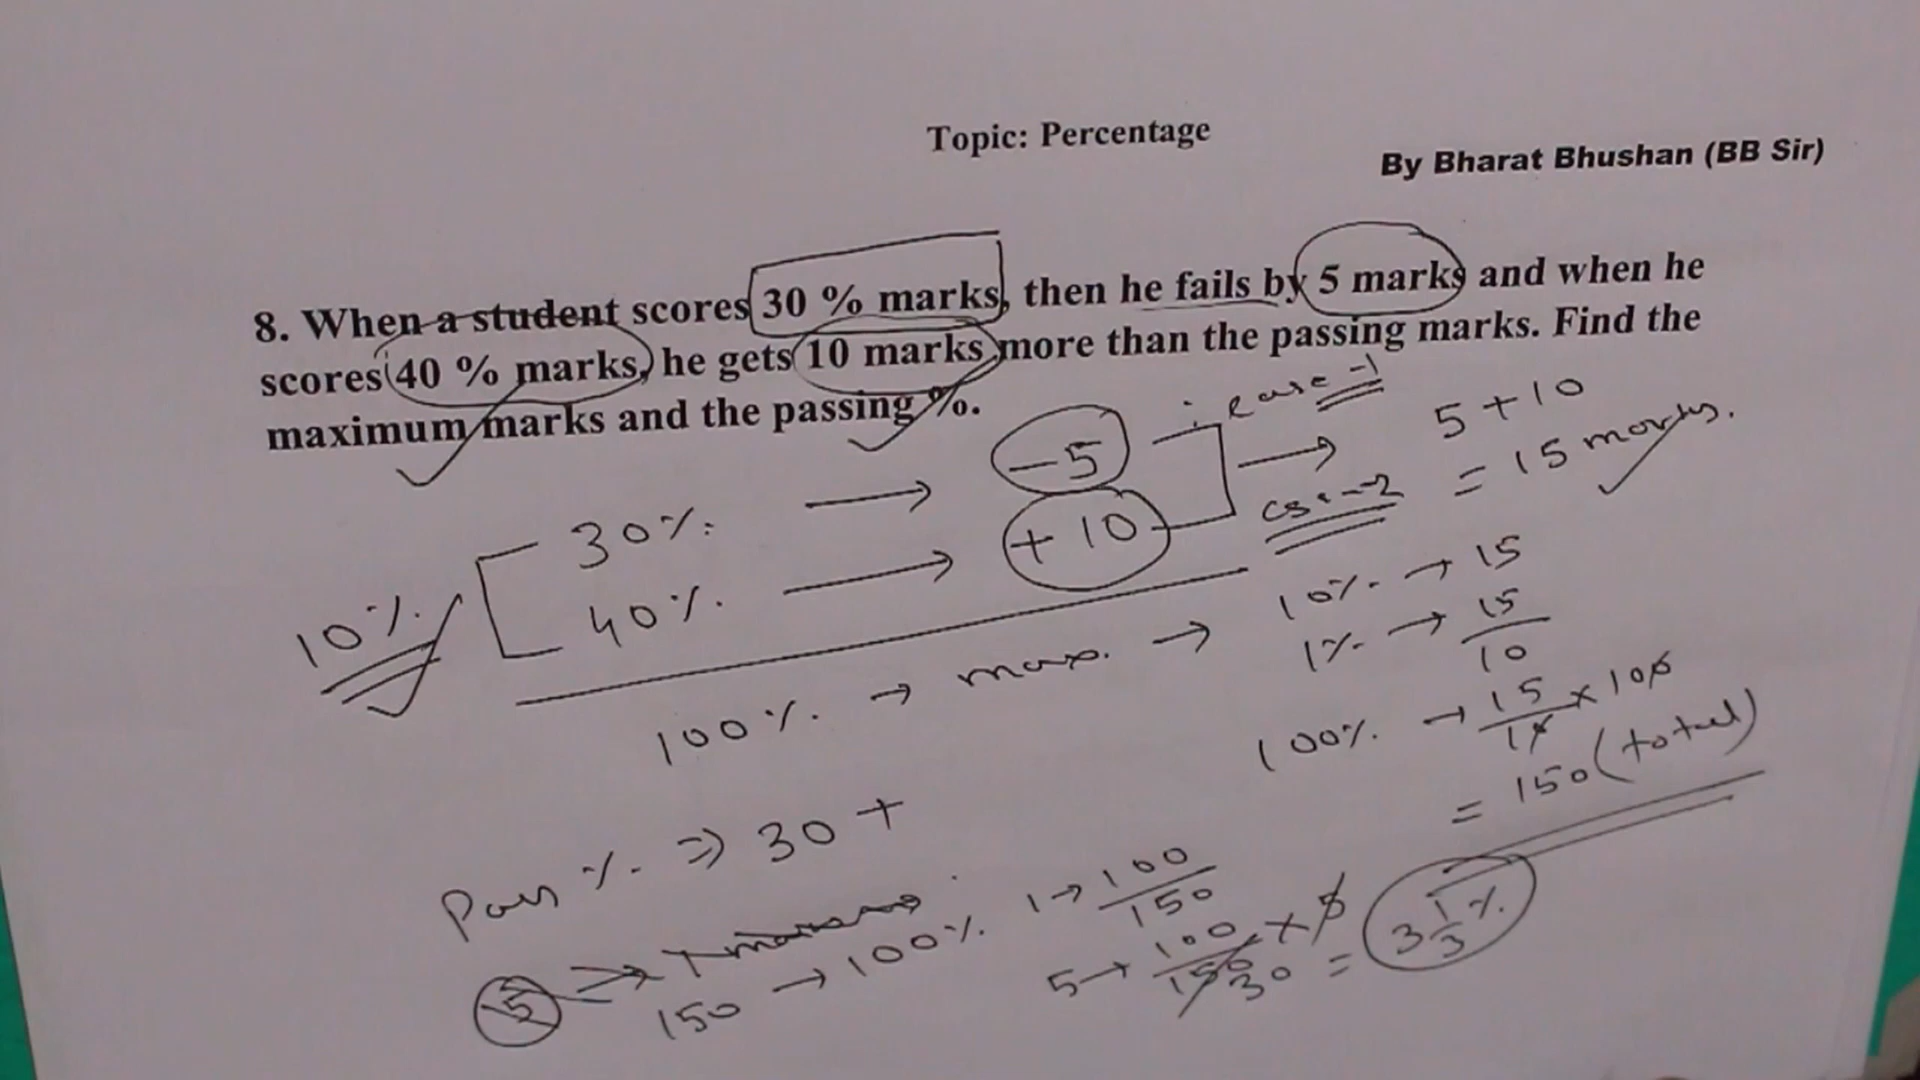 Topic: Percentage
By Bharat Bhushan (BB Sir)
8. When a student scores 30 % marks, then he fails by 5 marks and when he
scores 40 % marks, he gets 10 marks more than the passing marks. Find the
maximum marks and the passing %.
30% → -5 case-1
40% → +10 case-2
10%
→ 5+10
= 15 marks.
100% → max. → 10% → 15
1% → 15/10
100% → 15/10 × 100
= 150 (total)
Pass % ⇒ 30 +
5
150 → 100%
1 → 100/150
5 → 100/150 × 5
30
= 3 1/3 %